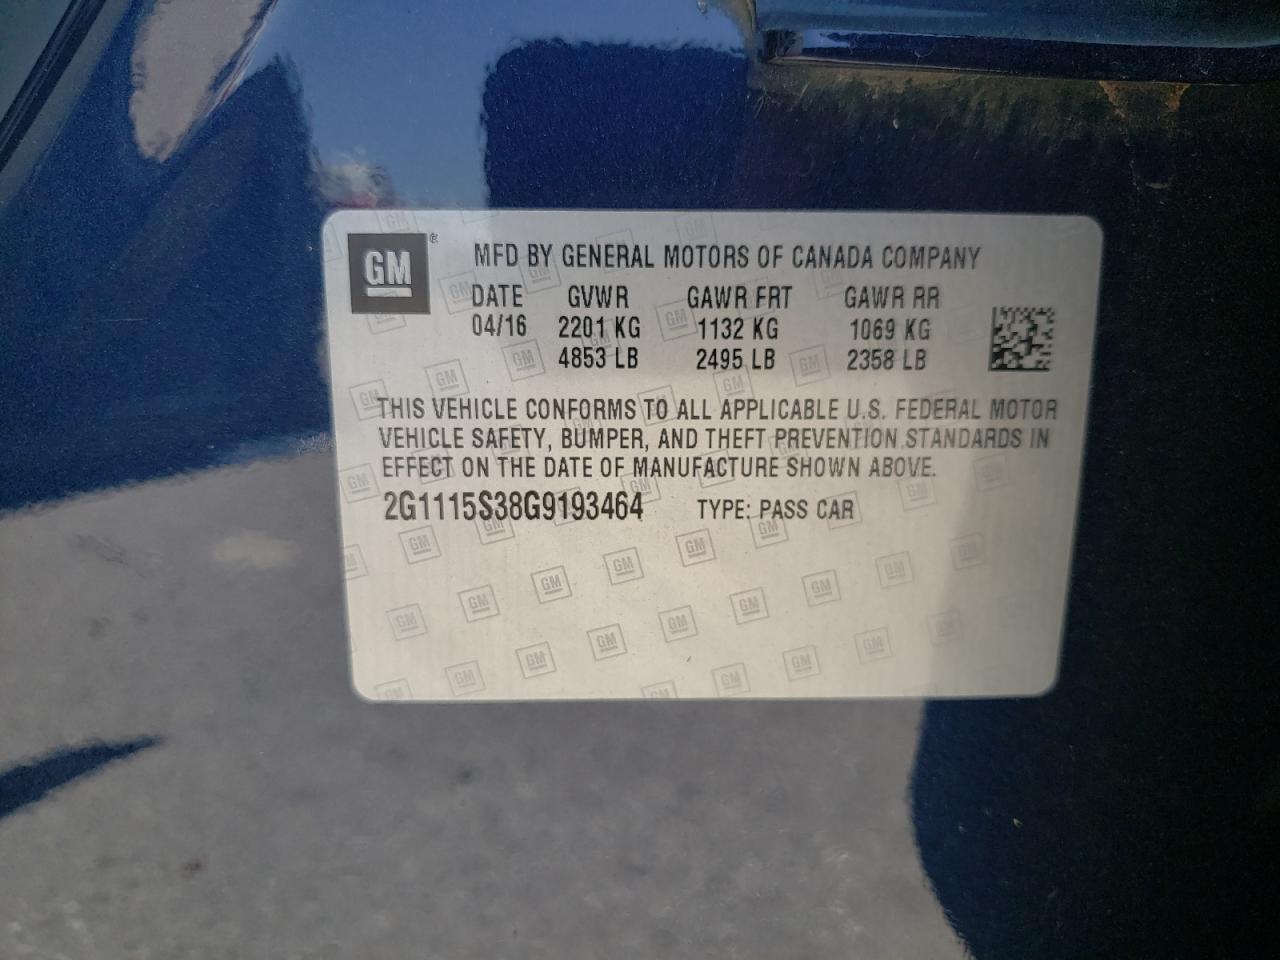 GM®
MFD BY GENERAL MOTORS OF CANADA COMPANY
DATE GVWR GAWR FRT GAWR RR
04/16 2201 KG 1132 KG 1069 KG
4853 LB 2495 LB 2358 LB
THIS VEHICLE CONFORMS TO ALL APPLICABLE U.S. FEDERAL MOTOR
VEHICLE SAFETY, BUMPER, AND THEFT PREVENTION STANDARDS IN
EFFECT ON THE DATE OF MANUFACTURE SHOWN ABOVE.
2G1115S38G9193464 TYPE: PASS CAR